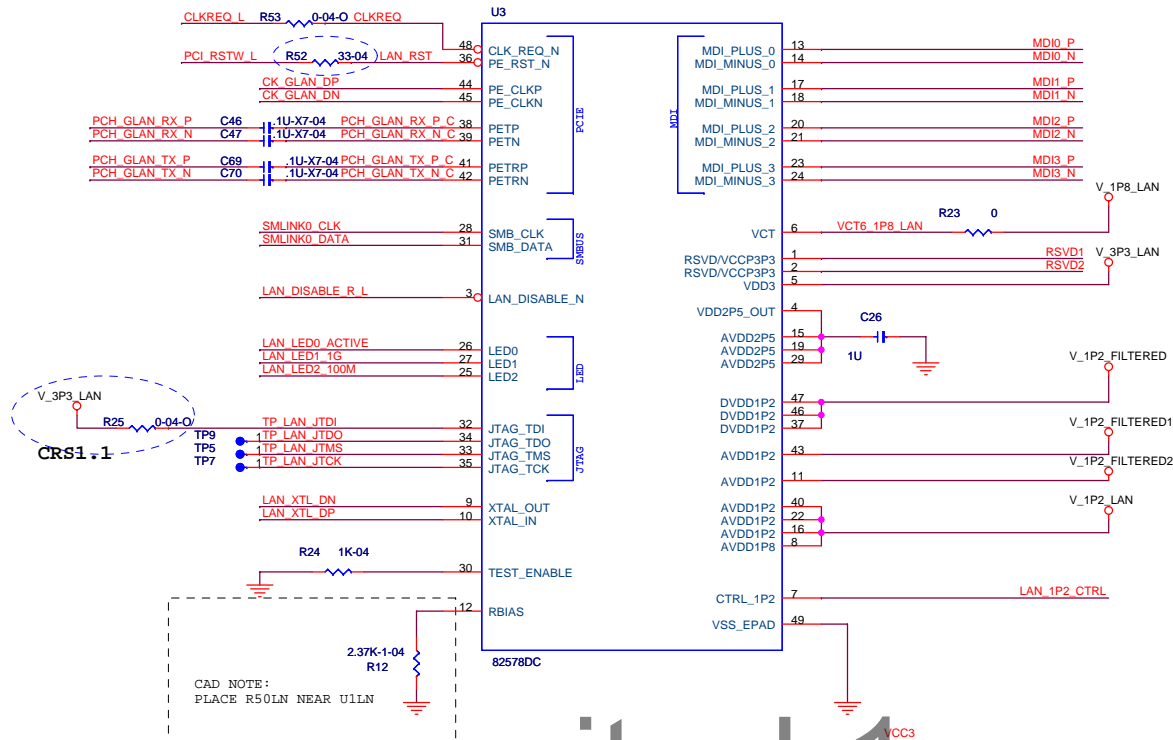 U3
CLKREQ_L R53 0-04-O CLKREQ
48 CLK_REQ_N MDI_PLUS_0 13 MDI0_P
PCI_RSTW_L R52 33-04 LAN_RST 36 PE_RST_N MDI_MINUS_0 14 MDI0_N
CK_GLAN_DP 44 PE_CLKP MDI_PLUS_1 17 MDI1_P
CK_GLAN_DN 45 PE_CLKN MDI_MINUS_1 18 MDI1_N
PCIE
MDI
PCH_GLAN_RX_P C46 .1U-X7-04 PCH_GLAN_RX_P_C 38 PETP MDI_PLUS_2 20 MDI2_P
PCH_GLAN_RX_N C47 .1U-X7-04 PCH_GLAN_RX_N_C 39 PETN MDI_MINUS_2 21 MDI2_N
PCH_GLAN_TX_P C69 .1U-X7-04 PCH_GLAN_TX_P_C 41 PETRP MDI_PLUS_3 23 MDI3_P
PCH_GLAN_TX_N C70 .1U-X7-04 PCH_GLAN_TX_N_C 42 PETRN MDI_MINUS_3 24 MDI3_N
V_1P8_LAN
R23 0
SMLINK0_CLK 28 SMB_CLK VCT 6 VCT6_1P8_LAN
SMLINK0_DATA 31 SMB_DATA
SMBUS
RSVD/VCCP3P3 1 RSVD1
RSVD/VCCP3P3 2 RSVD2
V_3P3_LAN
VDD3 5
LAN_DISABLE_R_L 3 LAN_DISABLE_N
VDD2P5_OUT 4
C26
1U
AVDD2P5 15
LAN_LED0_ACTIVE 26 LED0 AVDD2P5 19
LAN_LED1_1G 27 LED1 AVDD2P5 29
LAN_LED2_100M 25 LED2
LED
V_1P2_FILTERED
V_3P3_LAN
DVDD1P2 47
DVDD1P2 46
R25 0-04-O TP_LAN_JTDI 32 JTAG_TDI DVDD1P2 37
V_1P2_FILTERED1
TP9 1 TP_LAN_JTDO 34 JTAG_TDO
TP5 1 TP_LAN_JTMS 33 JTAG_TMS AVDD1P2 43
TP7 1 TP_LAN_JTCK 35 JTAG_TCK
CRS1.1
JTAG
V_1P2_FILTERED2
AVDD1P2 11
V_1P2_LAN
LAN_XTL_DN 9 XTAL_OUT AVDD1P2 40
LAN_XTL_DP 10 XTAL_IN AVDD1P2 22
AVDD1P2 16
AVDD1P8 8
R24 1K-04 30 TEST_ENABLE
CTRL_1P2 7 LAN_1P2_CTRL
12 RBIAS
VSS_EPAD 49
2.37K-1-04
R12
82578DC
CAD NOTE:
PLACE R50LN NEAR U1LN
VCC3